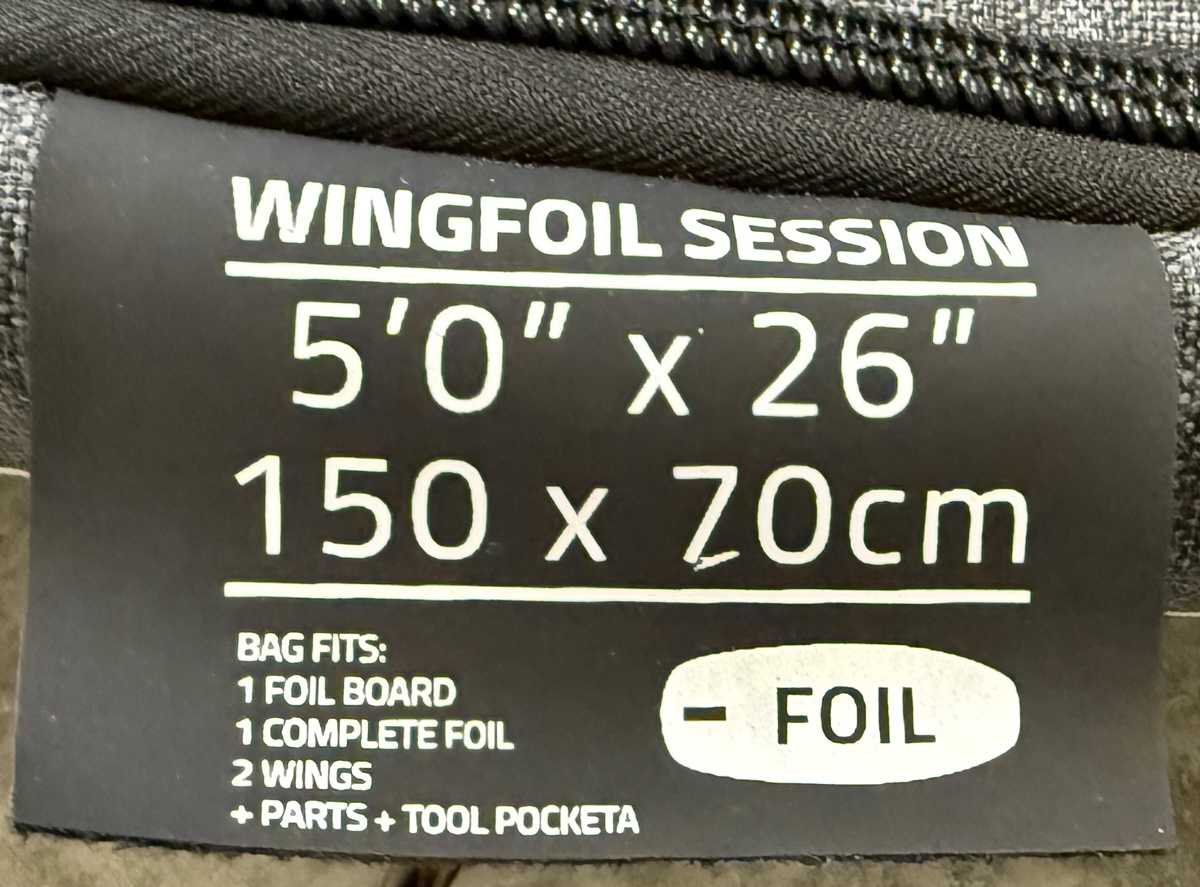 WINGFOIL SESSION
5'0" x 26"
150 x 70cm
BAG FITS:
1 FOIL BOARD
1 COMPLETE FOIL
2 WINGS
+ PARTS + TOOL POCKETA
- FOIL